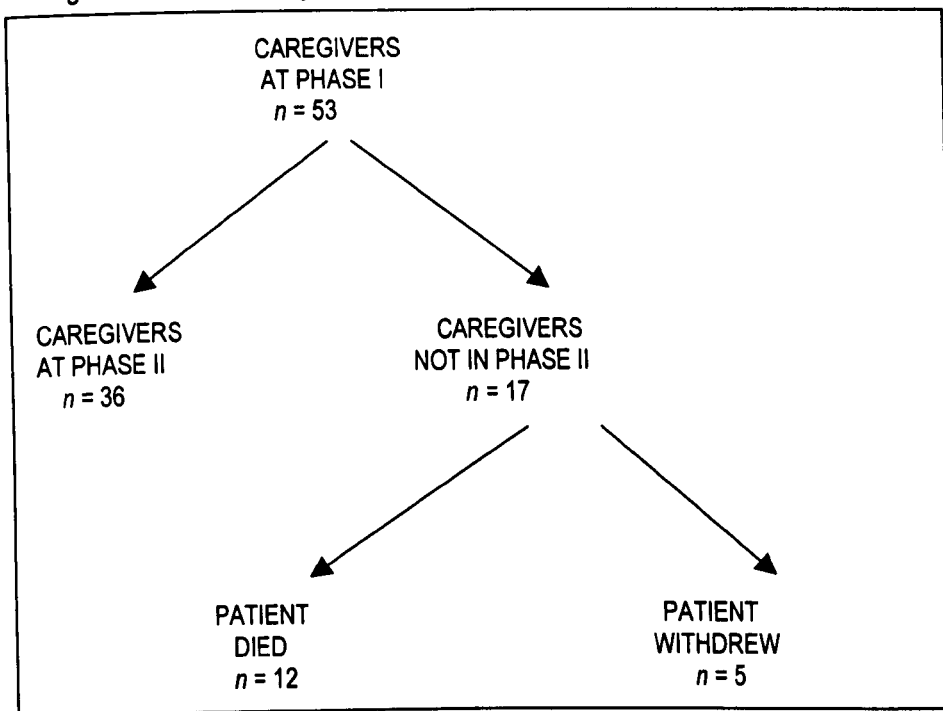 CAREGIVERS
AT PHASE I
n = 53
CAREGIVERS
AT PHASE II
n = 36
CAREGIVERS
NOT IN PHASE II
n = 17
PATIENT
DIED
n = 12
PATIENT
WITHDREW
n = 5